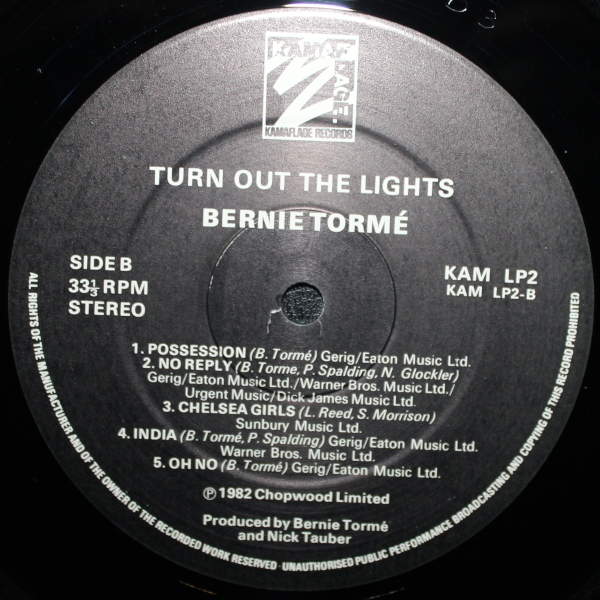 KAMAFLAGE
KAMAFLAGE RECORDS
TURN OUT THE LIGHTS
BERNIE TORMÉ
SIDE B
33⅓ RPM
STEREO
KAM LP2
KAM LP2-B
1. POSSESSION (B. Tormé) Gerig/Eaton Music Ltd.
2. NO REPLY (B. Torme, P. Spalding, N. Glockler)
Gerig/Eaton Music Ltd./Warner Bros. Music Ltd./
Urgent Music/Dick James Music Ltd.
3. CHELSEA GIRLS (L. Reed, S. Morrison)
Sunbury Music Ltd.
4. INDIA (B. Tormé, P. Spalding) Gerig/Eaton Music Ltd.
Warner Bros. Music Ltd.
5. OH NO (B. Tormé) Gerig/Eaton Music Ltd.
Ⓟ 1982 Chopwood Limited
Produced by Bernie Tormé
and Nick Tauber
ALL RIGHTS OF THE MANUFACTURER AND OF THE OWNER OF THE RECORDED WORK RESERVED · UNAUTHORISED PUBLIC PERFORMANCE BROADCASTING AND COPYING OF THIS RECORD PROHIBITED